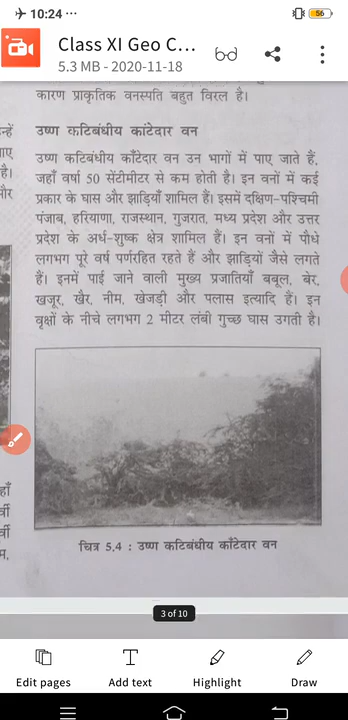 10:24
56
Class XI Geo C...
5.3 MB - 2020-11-18
कारण प्राकृतिक वनस्पति बहुत विरल है।
उष्ण कटिबंधीय कांटेदार वन
उष्ण कटिबंधीय काँटेदार वन उन भागों में पाए जाते हैं,
जहाँ वर्षा 50 सेंटीमीटर से कम होती है। इन वनों में कई
प्रकार के घास और झाड़ियाँ शामिल हैं। इसमें दक्षिण-पश्चिमी
पंजाब, हरियाणा, राजस्थान, गुजरात, मध्य प्रदेश और उत्तर
प्रदेश के अर्ध-शुष्क क्षेत्र शामिल हैं। इन वनों में पौधे
लगभग पूरे वर्ष पर्णरहित रहते हैं और झाड़ियों जैसे लगते
हैं। इनमें पाई जाने वाली मुख्य प्रजातियाँ बबूल, बेर,
खजूर, खैर, नीम, खेजड़ी और पलास इत्यादि हैं। इन
वृक्षों के नीचे लगभग 2 मीटर लंबी गुच्छ घास उगती है।
चित्र 5.4 : उष्ण कटिबंधीय काँटेदार वन
3 of 10
Edit pages
Add text
Highlight
Draw